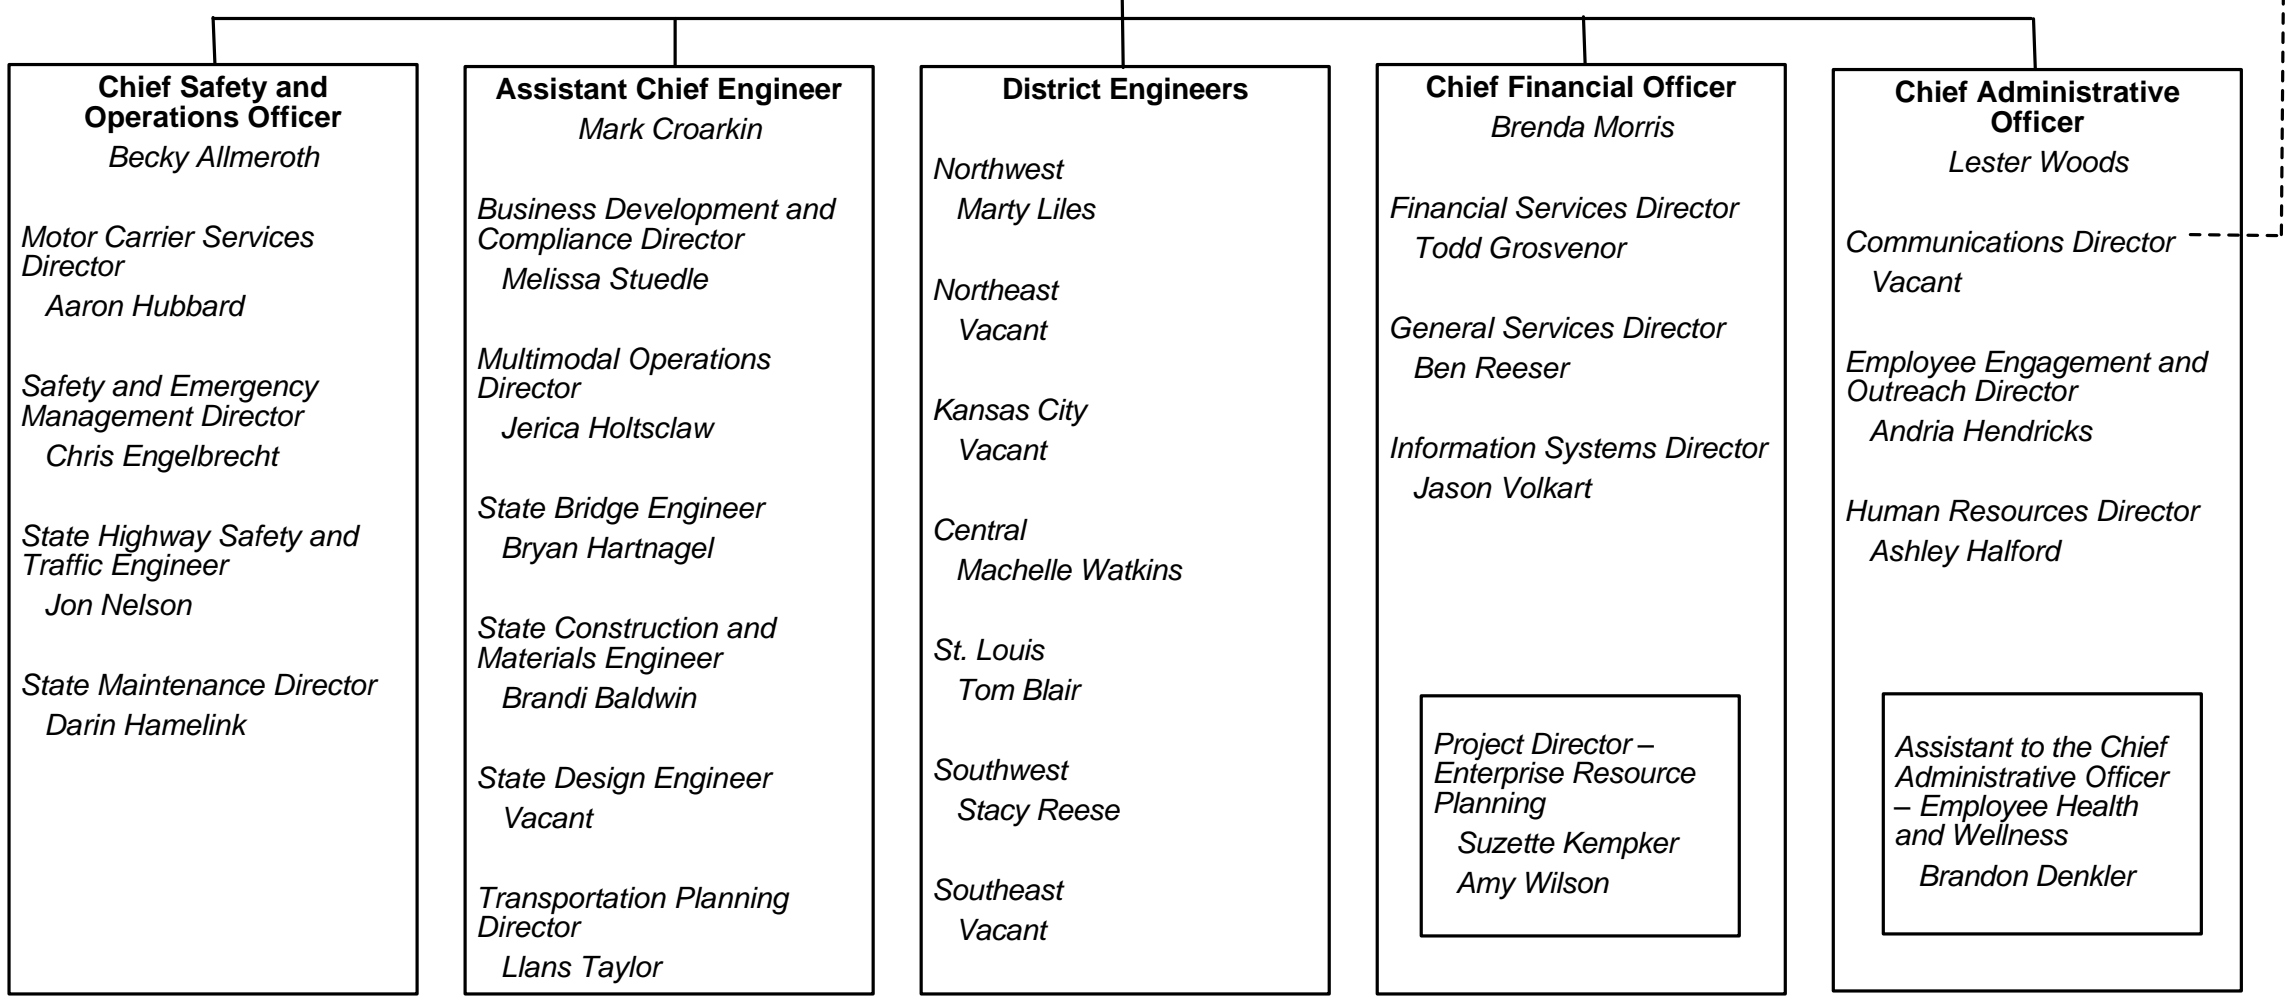 Chief Safety and
Operations Officer
Becky Allmeroth
Motor Carrier Services
Director
Aaron Hubbard
Safety and Emergency
Management Director
Chris Engelbrecht
State Highway Safety and
Traffic Engineer
Jon Nelson
State Maintenance Director
Darin Hamelink
Assistant Chief Engineer
Mark Croarkin
Business Development and
Compliance Director
Melissa Stuedle
Multimodal Operations
Director
Jerica Holtsclaw
State Bridge Engineer
Bryan Hartnagel
State Construction and
Materials Engineer
Brandi Baldwin
State Design Engineer
Vacant
Transportation Planning
Director
Llans Taylor
District Engineers
Northwest
Marty Liles
Northeast
Vacant
Kansas City
Vacant
Central
Machelle Watkins
St. Louis
Tom Blair
Southwest
Stacy Reese
Southeast
Vacant
Chief Financial Officer
Brenda Morris
Financial Services Director
Todd Grosvenor
General Services Director
Ben Reeser
Information Systems Director
Jason Volkart
Project Director –
Enterprise Resource
Planning
Suzette Kempker
Amy Wilson
Chief Administrative
Officer
Lester Woods
Communications Director
Vacant
Employee Engagement and
Outreach Director
Andria Hendricks
Human Resources Director
Ashley Halford
Assistant to the Chief
Administrative Officer
– Employee Health
and Wellness
Brandon Denkler